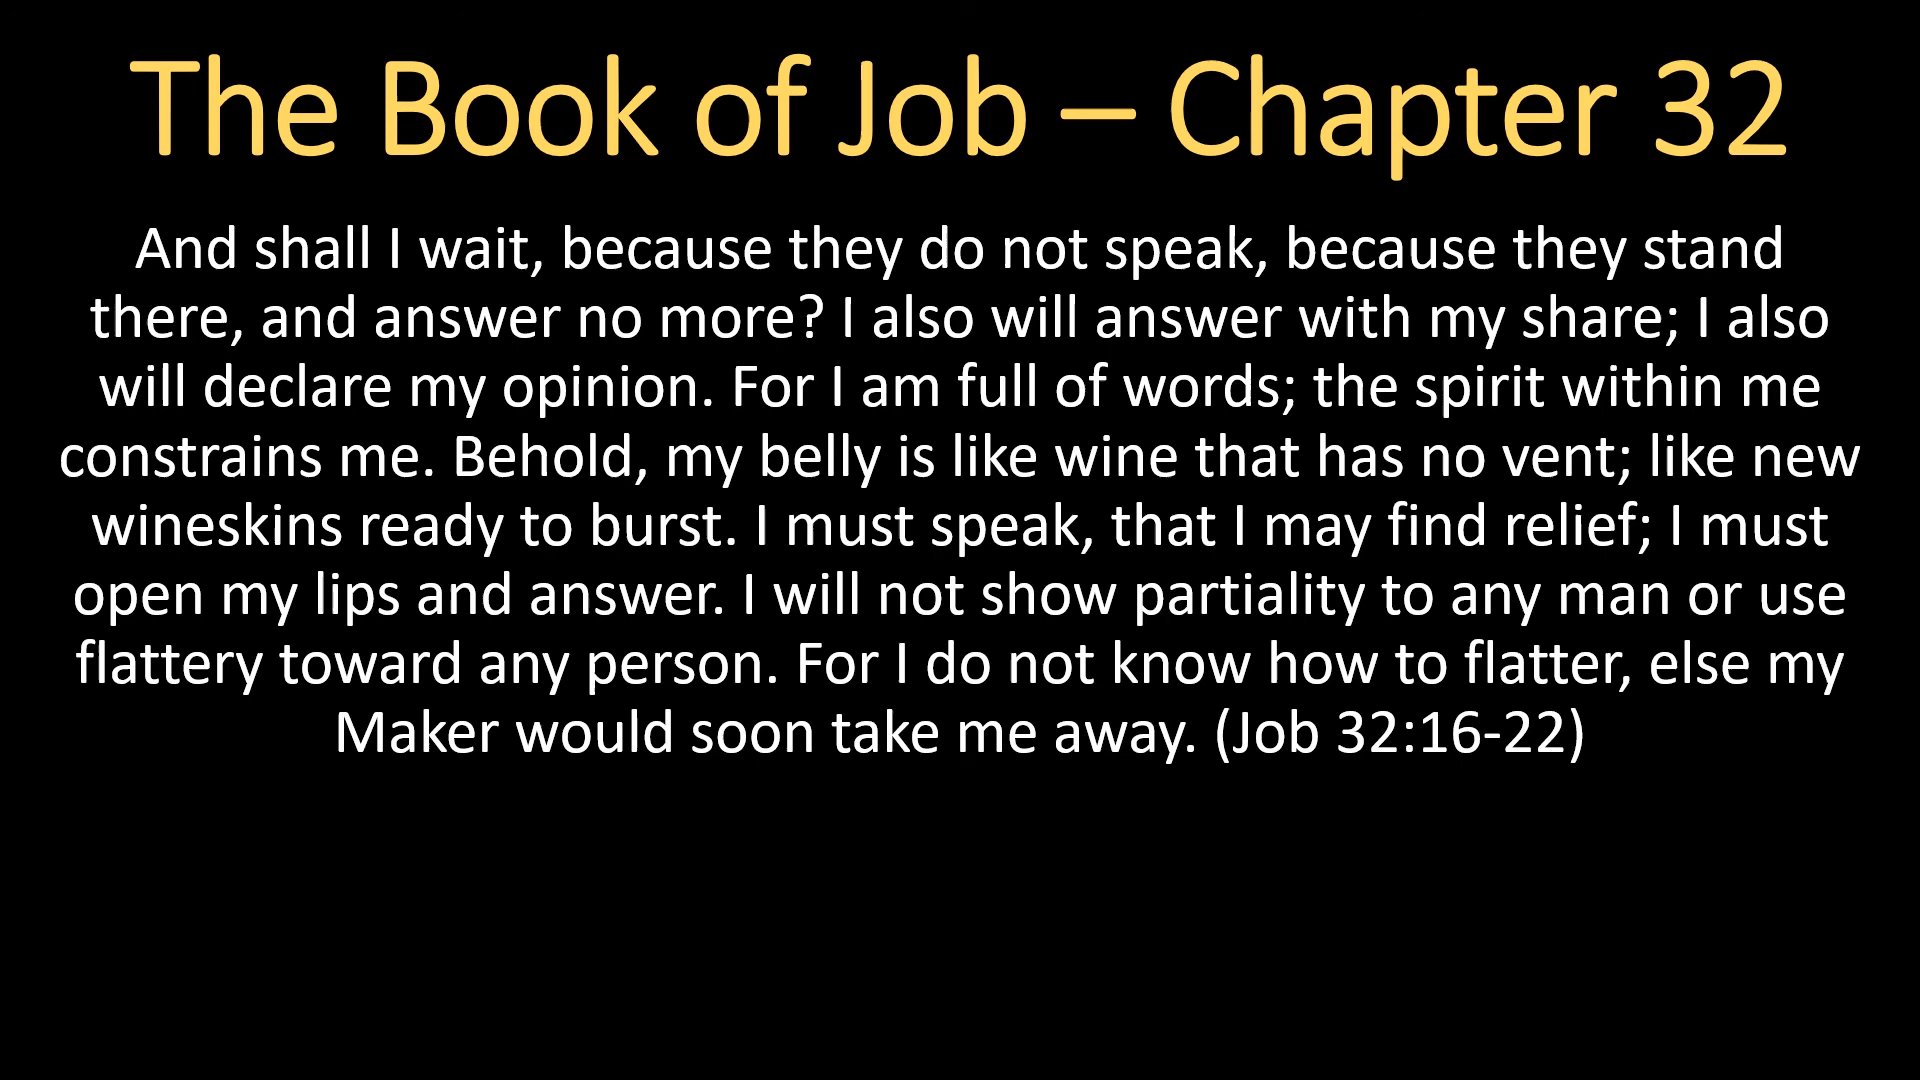 The Book of Job – Chapter 32
And shall I wait, because they do not speak, because they stand
there, and answer no more? I also will answer with my share; I also
will declare my opinion. For I am full of words; the spirit within me
constrains me. Behold, my belly is like wine that has no vent; like new
wineskins ready to burst. I must speak, that I may find relief; I must
open my lips and answer. I will not show partiality to any man or use
flattery toward any person. For I do not know how to flatter, else my
Maker would soon take me away. (Job 32:16-22)